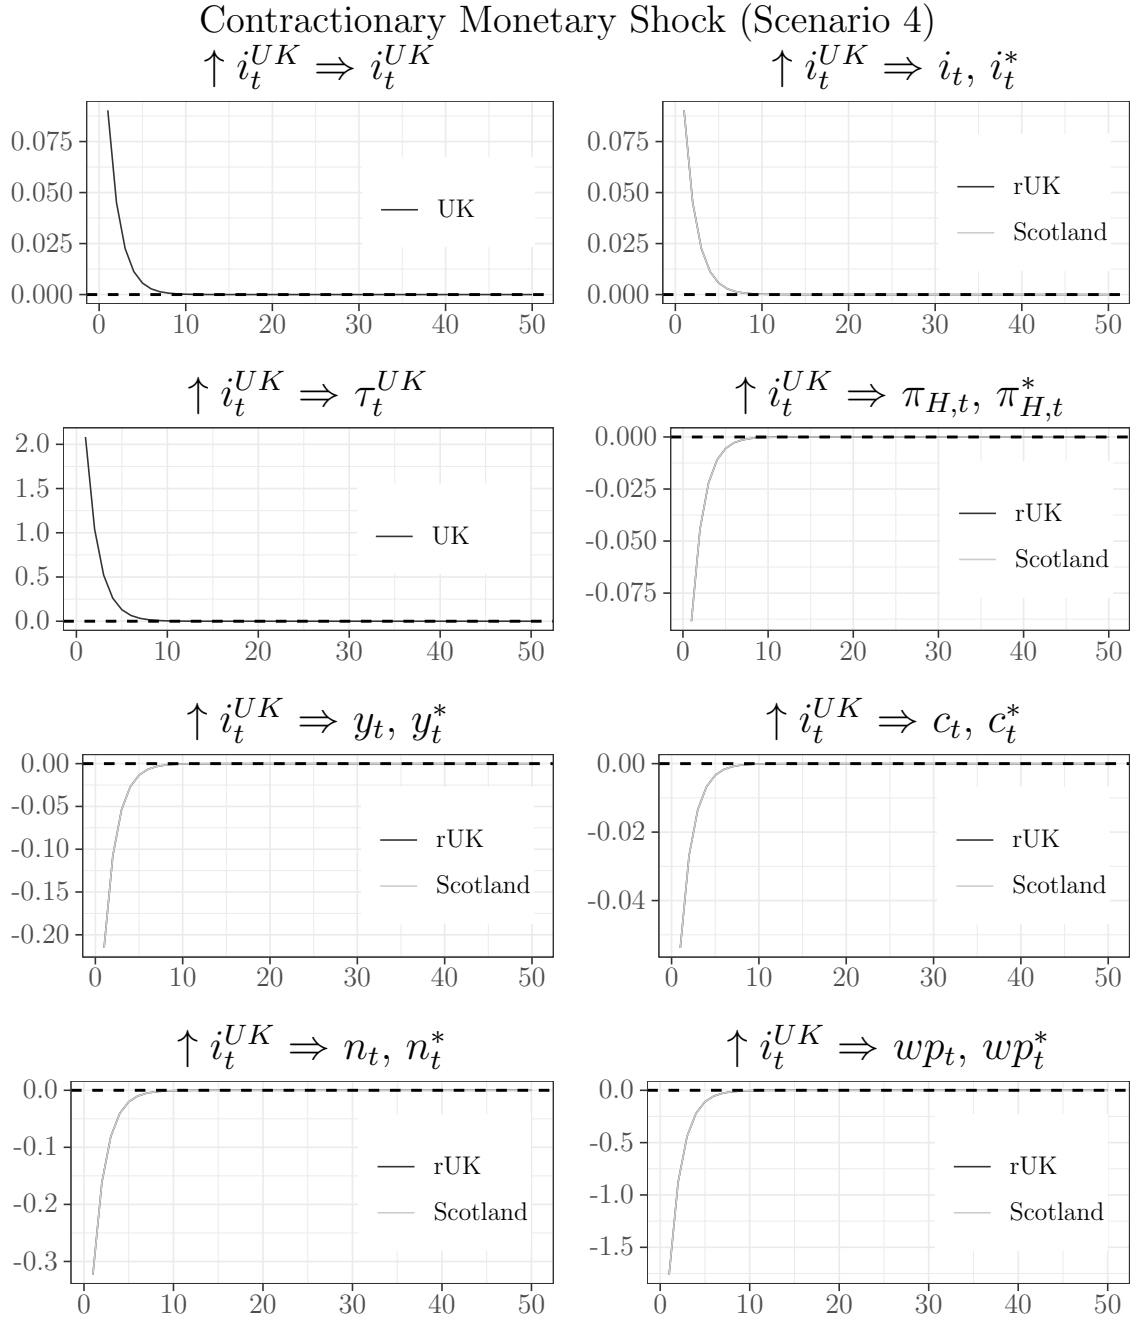 Contractionary Monetary Shock (Scenario 4)
↑ i_t^{UK} ⇒ i_t^{UK}
0.075
0.050
0.025
0.000
UK
0 10 20 30 40 50
↑ i_t^{UK} ⇒ i_t, i_t^*
0.075
0.050
0.025
0.000
rUK
Scotland
0 10 20 30 40 50
↑ i_t^{UK} ⇒ τ_t^{UK}
2.0
1.5
1.0
0.5
0.0
UK
0 10 20 30 40 50
↑ i_t^{UK} ⇒ π_{H,t}, π_{H,t}^*
0.000
-0.025
-0.050
-0.075
rUK
Scotland
0 10 20 30 40 50
↑ i_t^{UK} ⇒ y_t, y_t^*
0.00
-0.05
-0.10
-0.15
-0.20
rUK
Scotland
0 10 20 30 40 50
↑ i_t^{UK} ⇒ c_t, c_t^*
0.00
-0.02
-0.04
rUK
Scotland
0 10 20 30 40 50
↑ i_t^{UK} ⇒ n_t, n_t^*
0.0
-0.1
-0.2
-0.3
rUK
Scotland
0 10 20 30 40 50
↑ i_t^{UK} ⇒ wp_t, wp_t^*
0.0
-0.5
-1.0
-1.5
rUK
Scotland
0 10 20 30 40 50